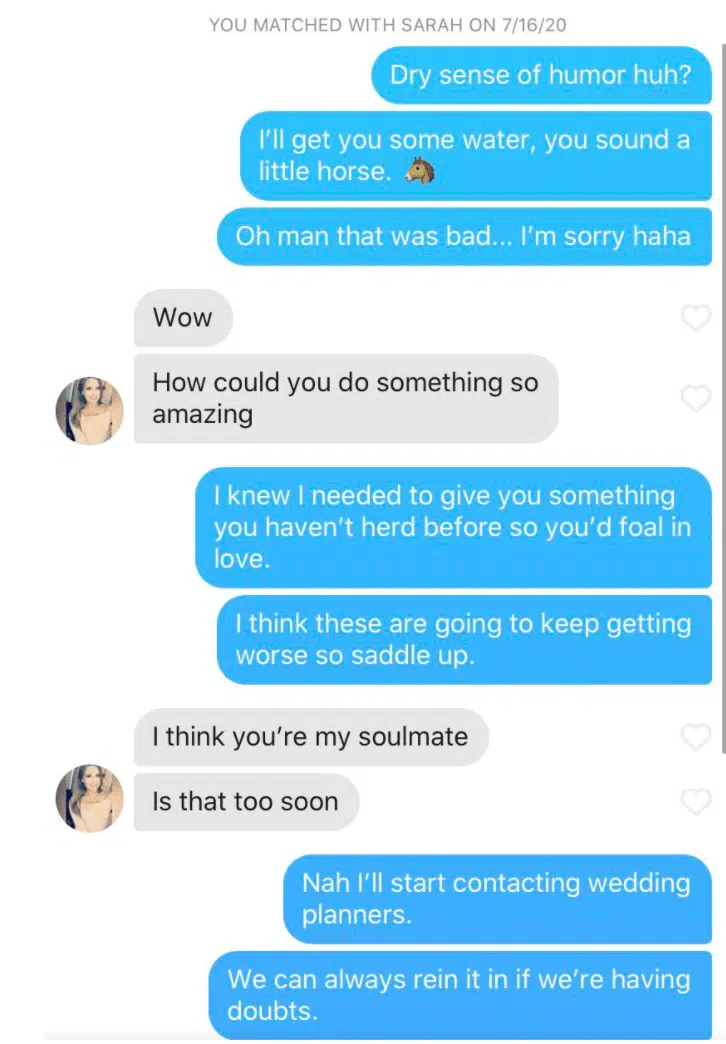 YOU MATCHED WITH SARAH ON 7/16/20
Dry sense of humor huh?
I'll get you some water, you sound a
little horse. 🐴
Oh man that was bad... I'm sorry haha
Wow
How could you do something so
amazing
I knew I needed to give you something
you haven't herd before so you'd foal in
love.
I think these are going to keep getting
worse so saddle up.
I think you're my soulmate
Is that too soon
Nah I'll start contacting wedding
planners.
We can always rein it in if we're having
doubts.